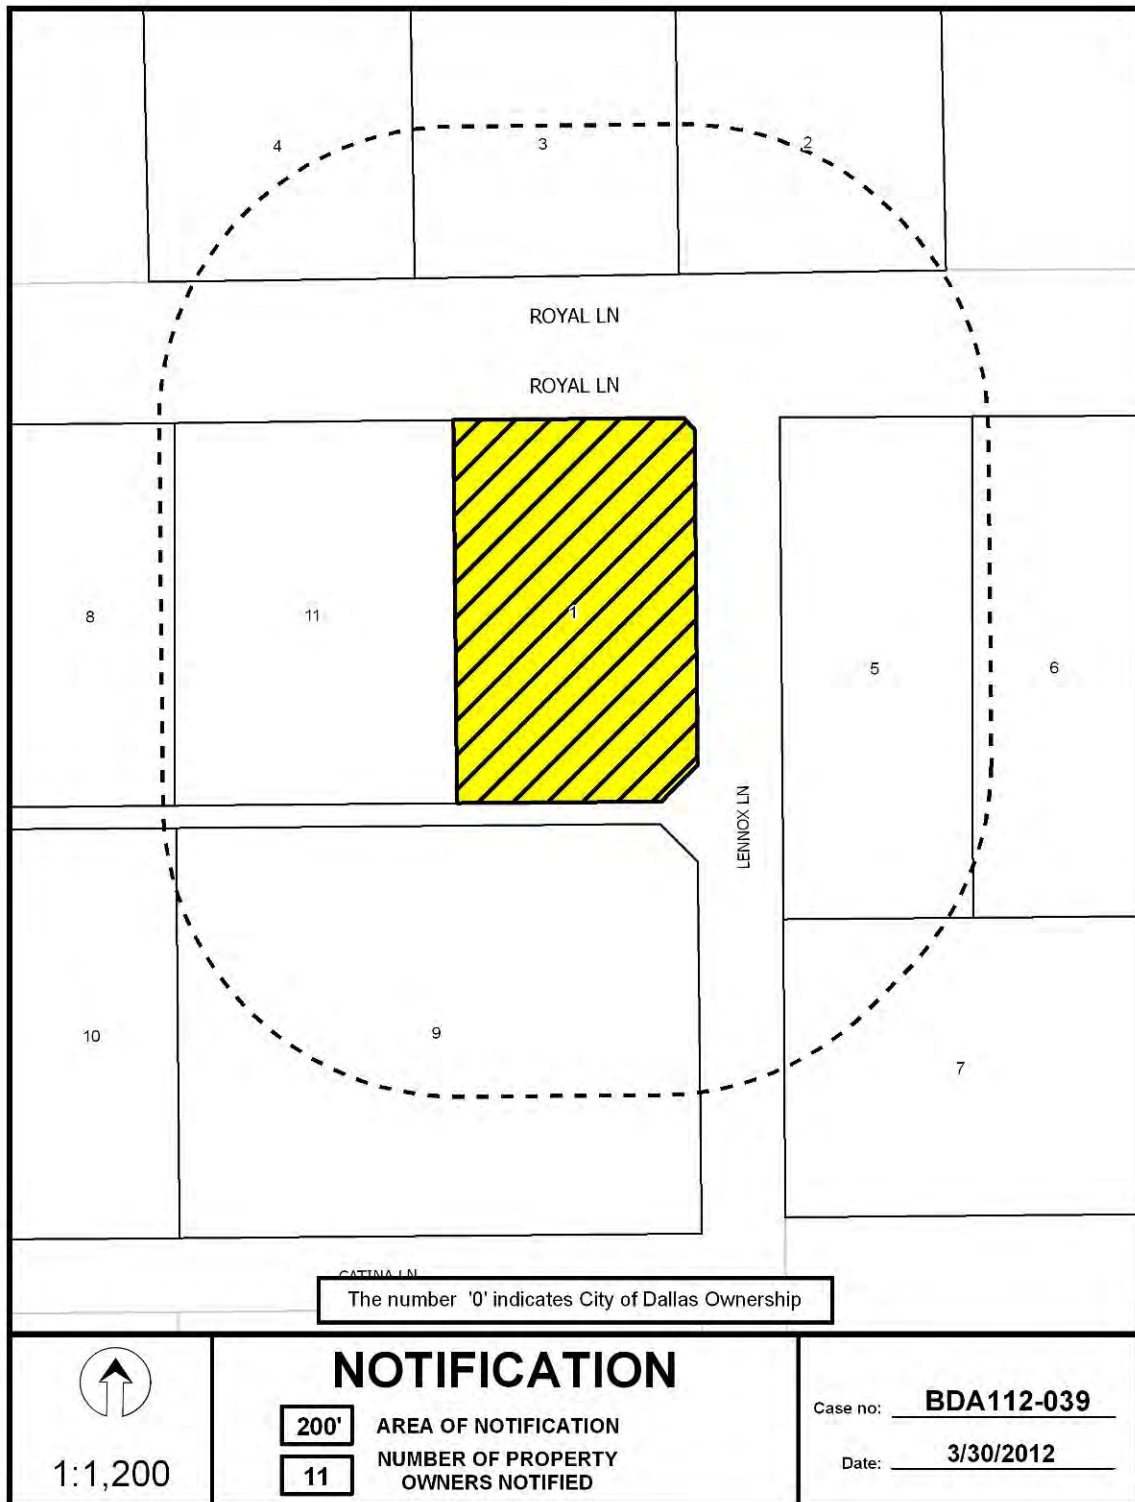 4
3
2
ROYAL LN
ROYAL LN
8
11
1
5
6
LENNOX LN
10
9
7
CATINA LN
The number '0' indicates City of Dallas Ownership
1:1,200
NOTIFICATION
200' AREA OF NOTIFICATION
11 NUMBER OF PROPERTY
OWNERS NOTIFIED
Case no: BDA112-039
Date: 3/30/2012